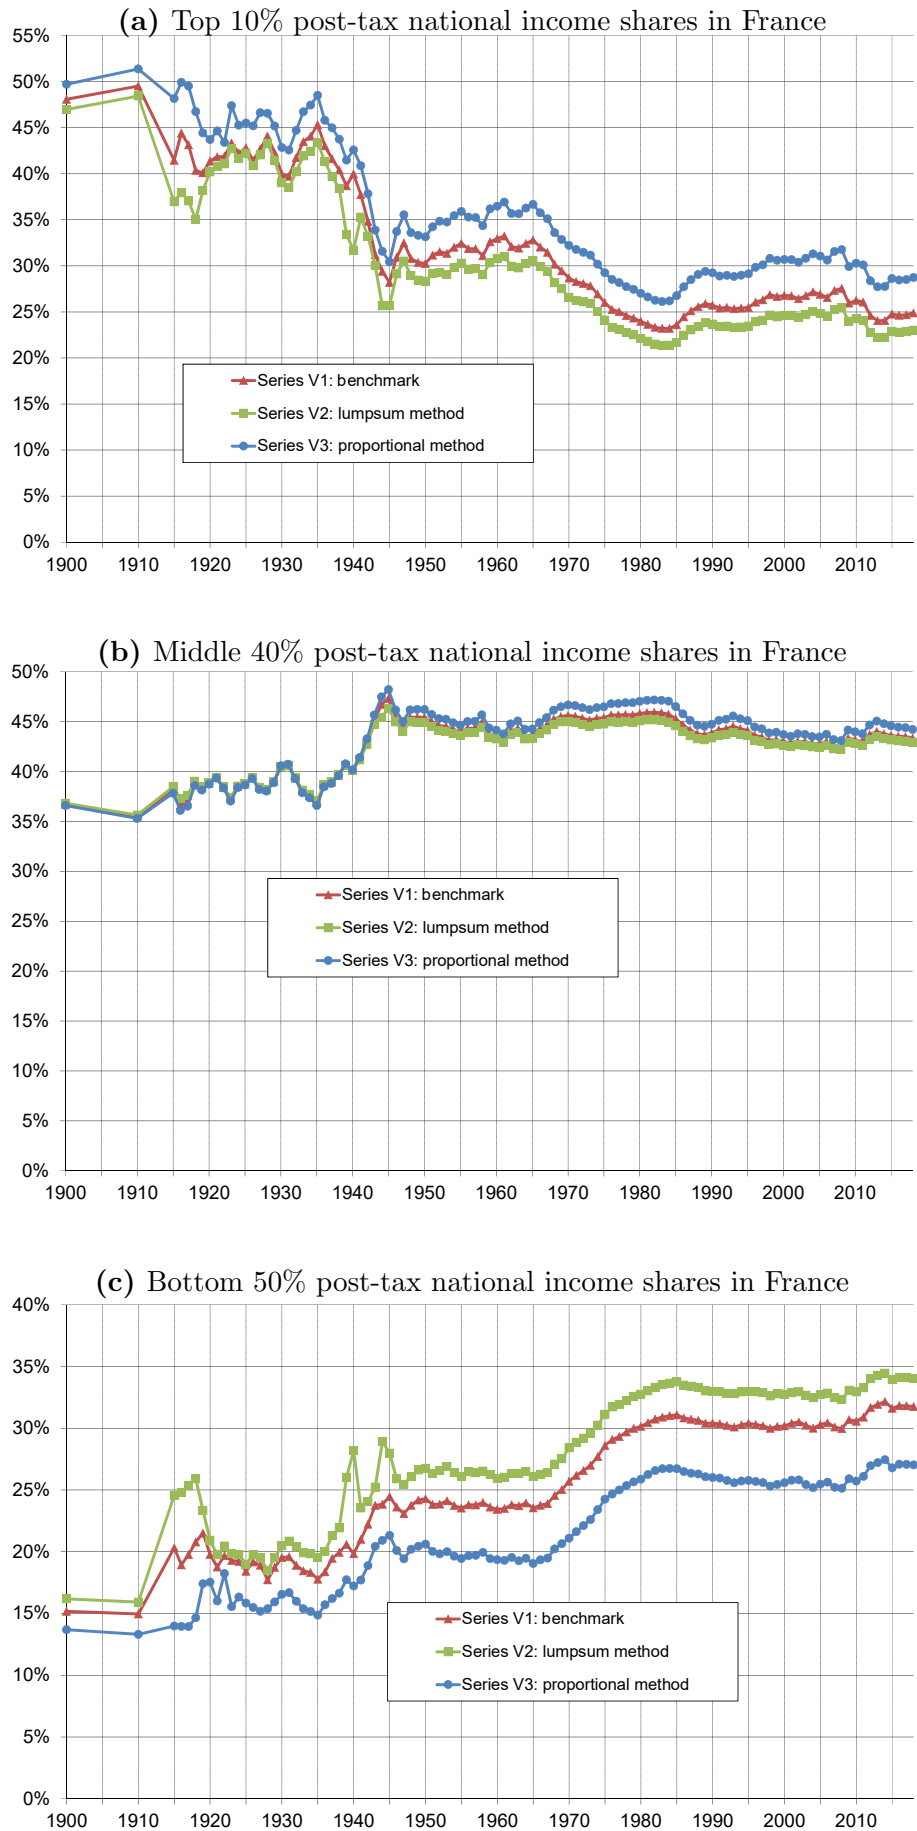 (a) Top 10% post-tax national income shares in France
55%
50%
45%
40%
35%
30%
25%
20%
15%
10%
5%
0%
Series V1: benchmark
Series V2: lumpsum method
Series V3: proportional method
1900 1910 1920 1930 1940 1950 1960 1970 1980 1990 2000 2010
(b) Middle 40% post-tax national income shares in France
50%
45%
40%
35%
30%
25%
20%
15%
10%
5%
0%
Series V1: benchmark
Series V2: lumpsum method
Series V3: proportional method
1900 1910 1920 1930 1940 1950 1960 1970 1980 1990 2000 2010
(c) Bottom 50% post-tax national income shares in France
40%
35%
30%
25%
20%
15%
10%
5%
0%
Series V1: benchmark
Series V2: lumpsum method
Series V3: proportional method
1900 1910 1920 1930 1940 1950 1960 1970 1980 1990 2000 2010